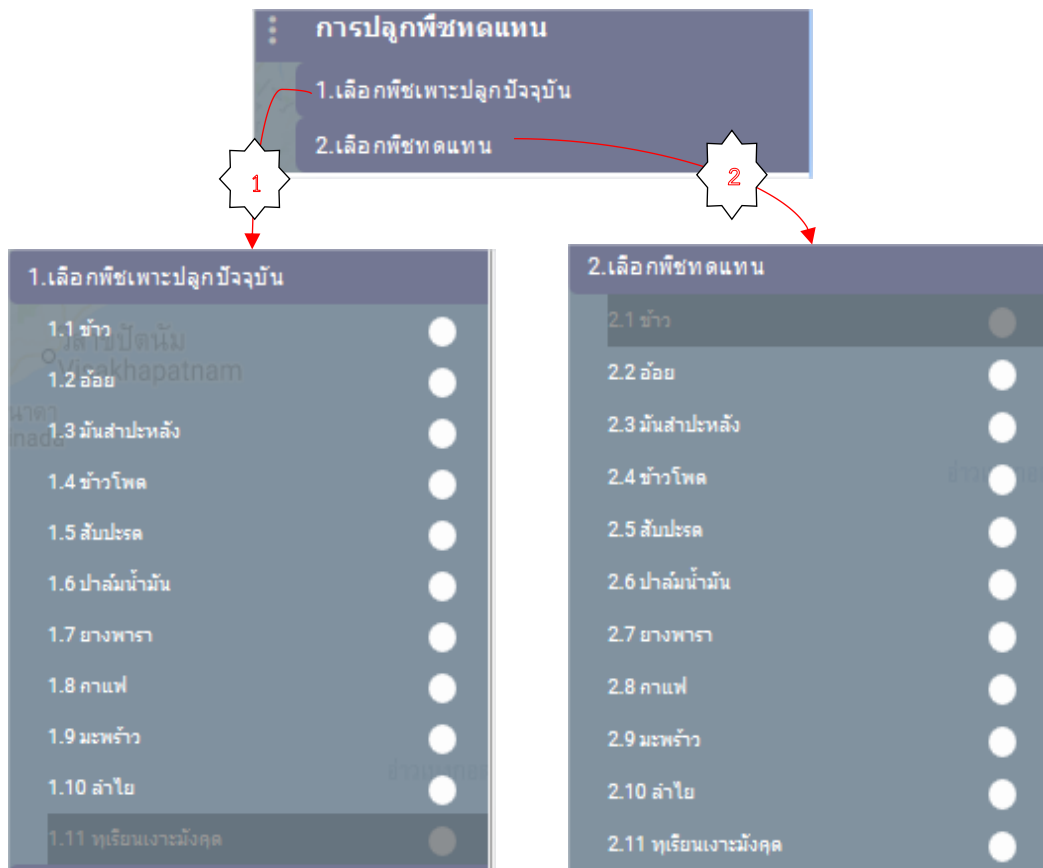 การปลูกพืชทดแทน
1.เลือกพืชเพาะปลูกปัจจุบัน
2.เลือกพืชทดแทน
1
2
1.เลือกพืชเพาะปลูกปัจจุบัน
1.1 ข้าว
วิสาขปัตนัม
Visakhapatnam
1.2 อ้อย
1.3 มันสำปะหลัง
1.4 ข้าวโพด
1.5 สับปะรด
1.6 ปาล์มน้ำมัน
1.7 ยางพารา
1.8 กาแฟ
1.9 มะพร้าว
1.10 ลำไย
1.11 ทุเรียนเงาะมังคุด
2.เลือกพืชทดแทน
2.1 ข้าว
2.2 อ้อย
2.3 มันสำปะหลัง
2.4 ข้าวโพด
2.5 สับปะรด
2.6 ปาล์มน้ำมัน
2.7 ยางพารา
2.8 กาแฟ
2.9 มะพร้าว
2.10 ลำไย
2.11 ทุเรียนเงาะมังคุด